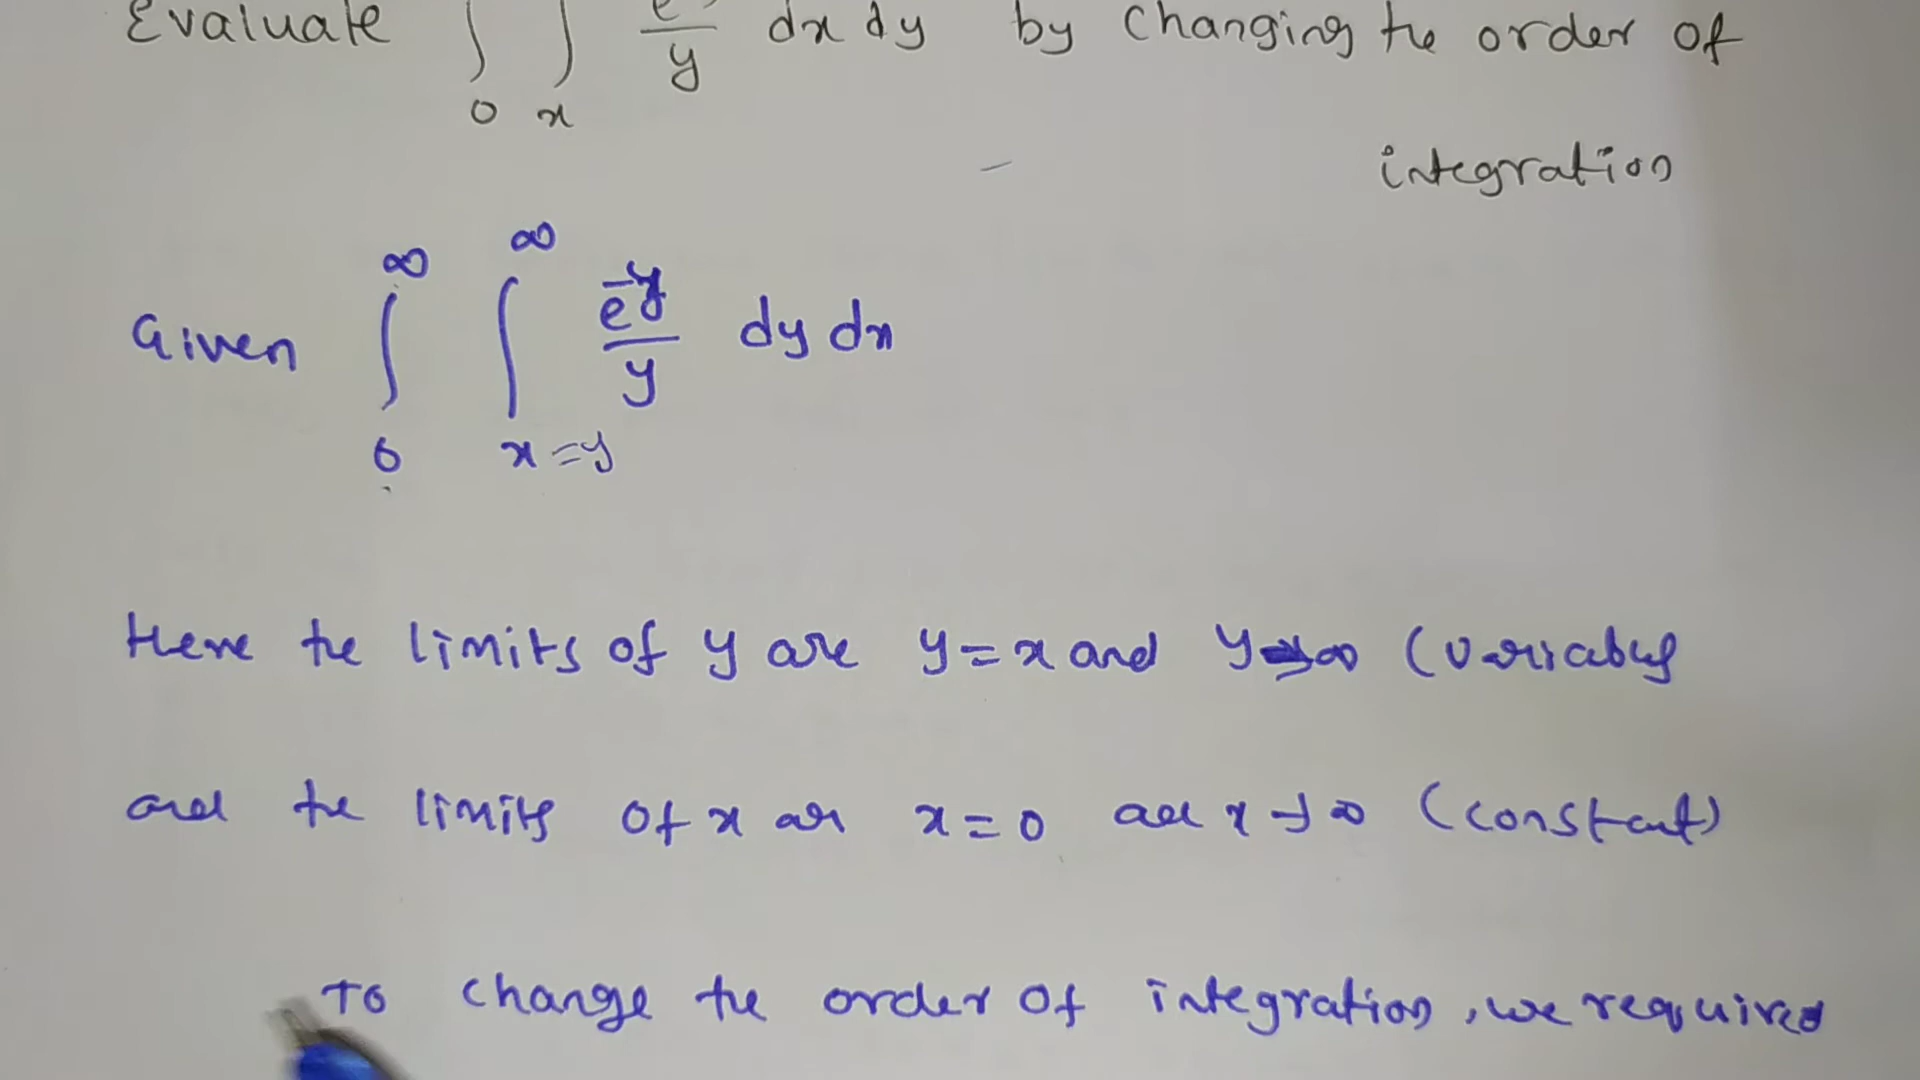 Evaluate ∫₀ ∫ₓ e/y dx dy by changing the order of
integration
Given ∫₀^∞ ∫_{x=y}^∞ e^{-y}/y dy dx
Here the limits of y are y=x and y→∞ (variables
and the limits of x are x=0 and x→∞ (constant)
To change the order of integration, we required